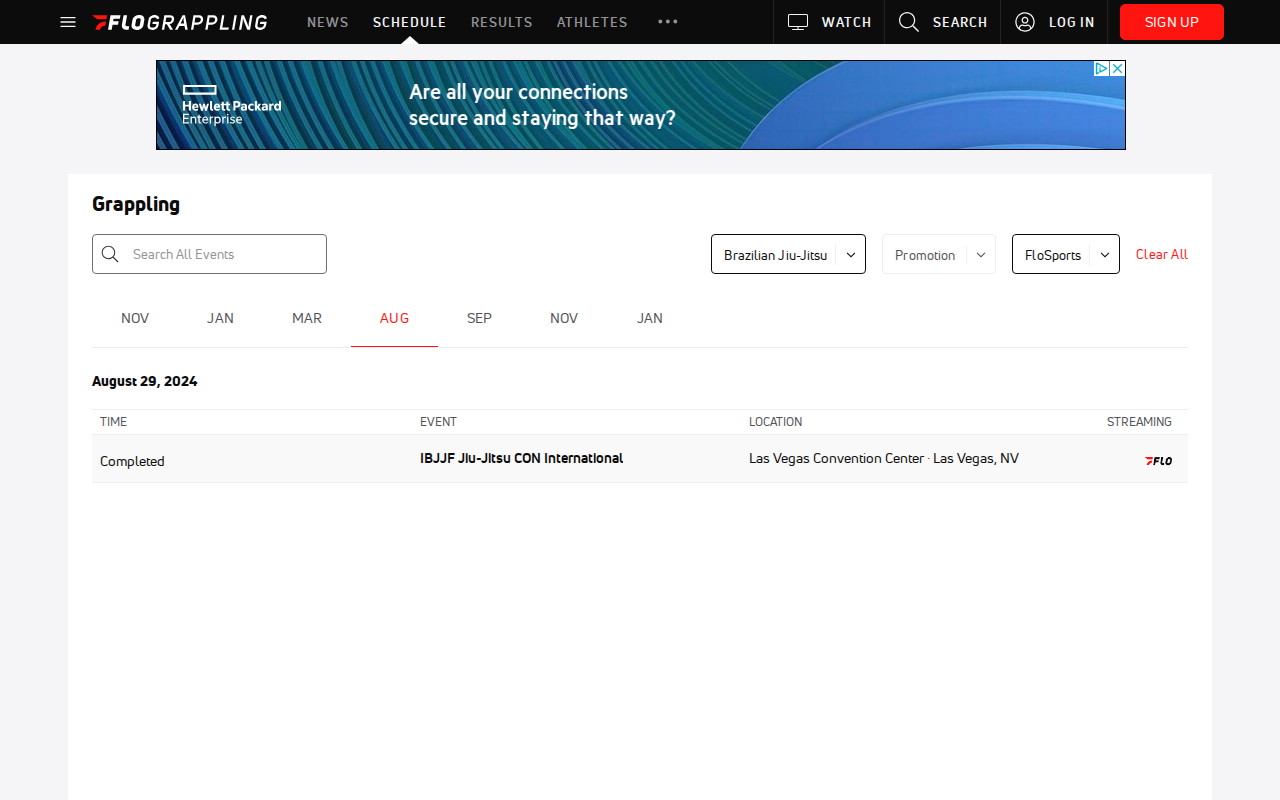 FLOGRAPPLING NEWS SCHEDULE RESULTS ATHLETES WATCH SEARCH LOG IN SIGN UP
Hewlett Packard
Enterprise
Are all your connections
secure and staying that way?
Grappling
Search All Events Brazilian Jiu-Jitsu Promotion FloSports Clear All
NOV JAN MAR AUG SEP NOV JAN
August 29, 2024
TIME EVENT LOCATION STREAMING
Completed IBJJF Jiu-Jitsu CON International Las Vegas Convention Center · Las Vegas, NV FLO